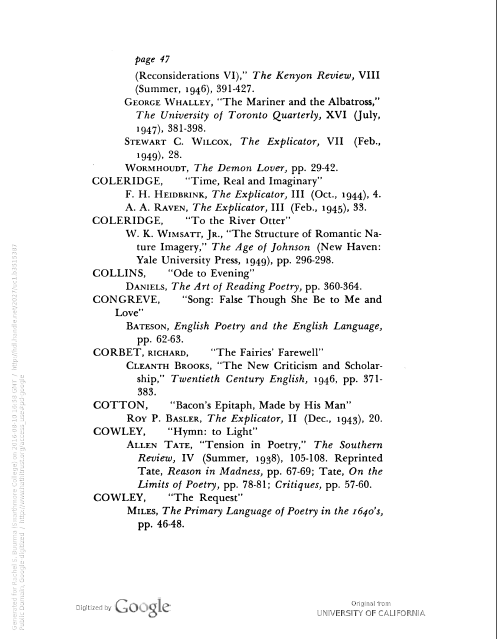 page 47
(Reconsiderations VI)," The Kenyon Review, VIII
(Summer, 1946), 391-427.
GEORGE WHALLEY, "The Mariner and the Albatross,"
The University of Toronto Quarterly, XVI (July,
1947), 381-398.
STEWART C. WILCOX, The Explicator, VII (Feb.,
1949), 28.
WORMHOUDT, The Demon Lover, pp. 29-42.
COLERIDGE, "Time, Real and Imaginary"
F. H. HEIDBRINK, The Explicator, III (Oct., 1944), 4.
A. A. RAVEN, The Explicator, III (Feb., 1945), 33.
COLERIDGE, "To the River Otter"
W. K. WIMSATT, JR., "The Structure of Romantic Na-
ture Imagery," The Age of Johnson (New Haven:
Yale University Press, 1949), pp. 296-298.
COLLINS, "Ode to Evening"
DANIELS, The Art of Reading Poetry, pp. 360-364.
CONGREVE, "Song: False Though She Be to Me and
Love"
BATESON, English Poetry and the English Language,
pp. 62-63.
CORBET, RICHARD, "The Fairies' Farewell"
CLEANTH BROOKS, "The New Criticism and Scholar-
ship," Twentieth Century English, 1946, pp. 371-
383.
COTTON, "Bacon's Epitaph, Made by His Man"
ROY P. BASLER, The Explicator, II (Dec., 1943), 20.
COWLEY, "Hymn: to Light"
ALLEN TATE, "Tension in Poetry," The Southern
Review, IV (Summer, 1938), 105-108. Reprinted
Tate, Reason in Madness, pp. 67-69; Tate, On the
Limits of Poetry, pp. 78-81; Critiques, pp. 57-60.
COWLEY, "The Request"
MILES, The Primary Language of Poetry in the 1640's,
pp. 46-48.
Digitized by Google
Original from
UNIVERSITY OF CALIFORNIA